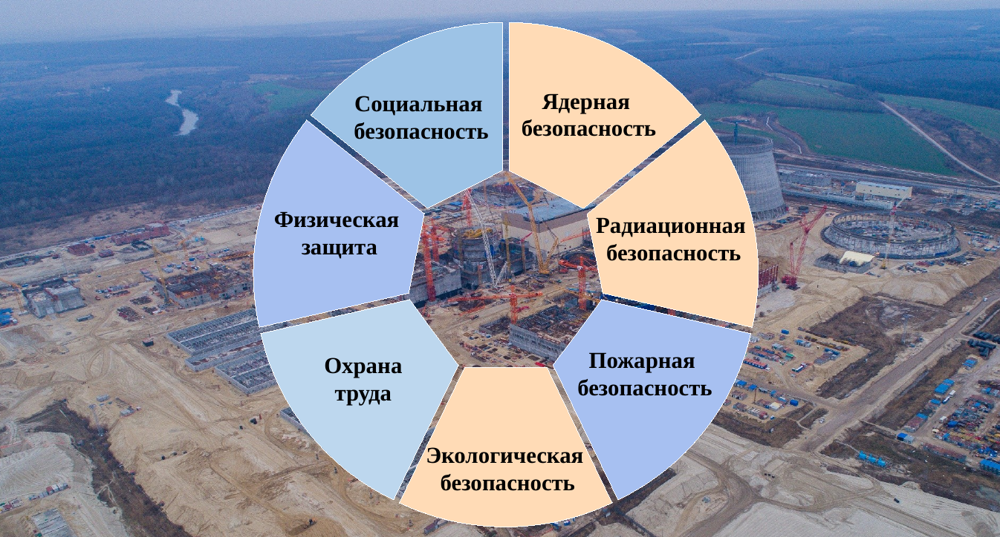 Социальная
безопасность
Ядерная
безопасность
Физическая
защита
Радиационная
безопасность
Охрана
труда
Пожарная
безопасность
Экологическая
безопасность